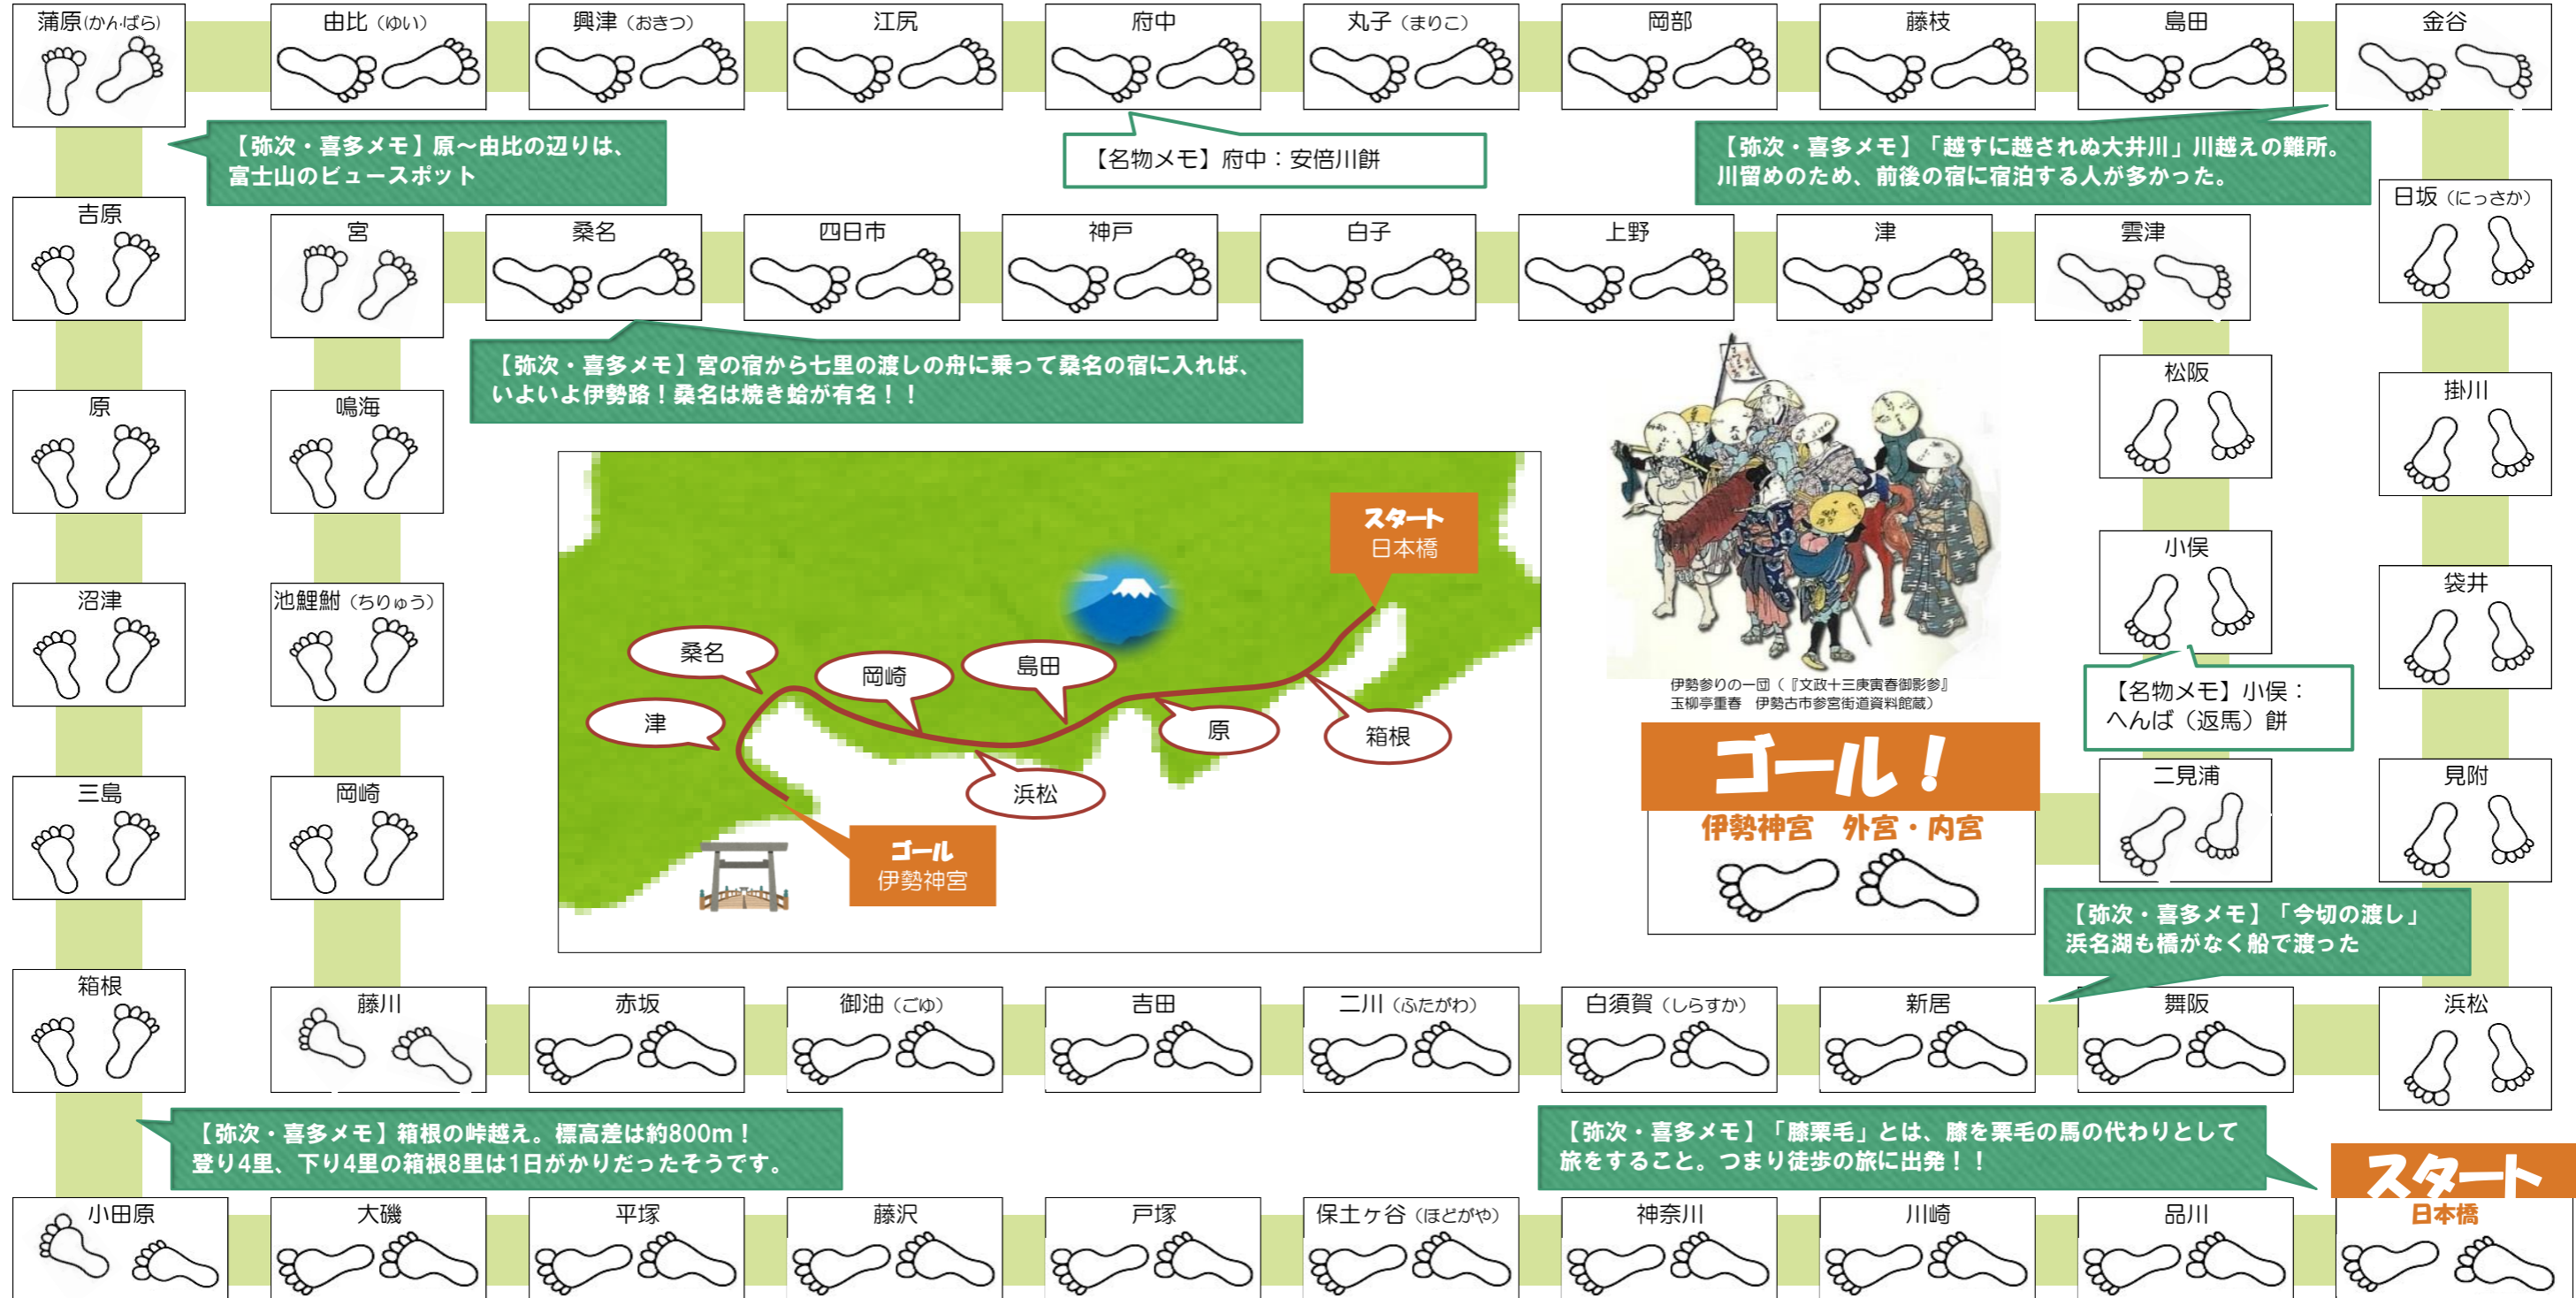 蒲原(かんばら)
由比（ゆい）
興津（おきつ）
江尻
府中
丸子（まりこ）
岡部
藤枝
島田
金谷
【弥次・喜多メモ】原～由比の辺りは、
富士山のビュースポット
【名物メモ】府中：安倍川餅
【弥次・喜多メモ】「越すに越されぬ大井川」川越えの難所。
川留めのため、前後の宿に宿泊する人が多かった。
吉原
宮
桑名
四日市
神戸
白子
上野
津
雲津
日坂（にっさか）
【弥次・喜多メモ】宮の宿から七里の渡しの舟に乗って桑名の宿に入れば、
いよいよ伊勢路！桑名は焼き蛤が有名！！
原
鳴海
松阪
掛川
スタート
日本橋
桑名
岡崎
島田
津
原
箱根
浜松
ゴール
伊勢神宮
沼津
池鯉鮒（ちりゅう）
小俣
袋井
伊勢参りの一団（『文政十三庚寅春御影参』
玉柳亭重春　伊勢古市参宮街道資料館蔵）
【名物メモ】小俣：
へんば（返馬）餅
ゴール！
伊勢神宮　外宮・内宮
三島
岡崎
二見浦
見附
【弥次・喜多メモ】「今切の渡し」
浜名湖も橋がなく船で渡った
箱根
藤川
赤坂
御油（ごゆ）
吉田
二川（ふたがわ）
白須賀（しらすか）
新居
舞阪
浜松
【弥次・喜多メモ】箱根の峠越え。標高差は約800m！
登り4里、下り4里の箱根8里は1日がかりだったそうです。
【弥次・喜多メモ】「膝栗毛」とは、膝を栗毛の馬の代わりとして
旅をすること。つまり徒歩の旅に出発！！
小田原
大磯
平塚
藤沢
戸塚
保土ヶ谷（ほどがや）
神奈川
川崎
品川
スタート
日本橋